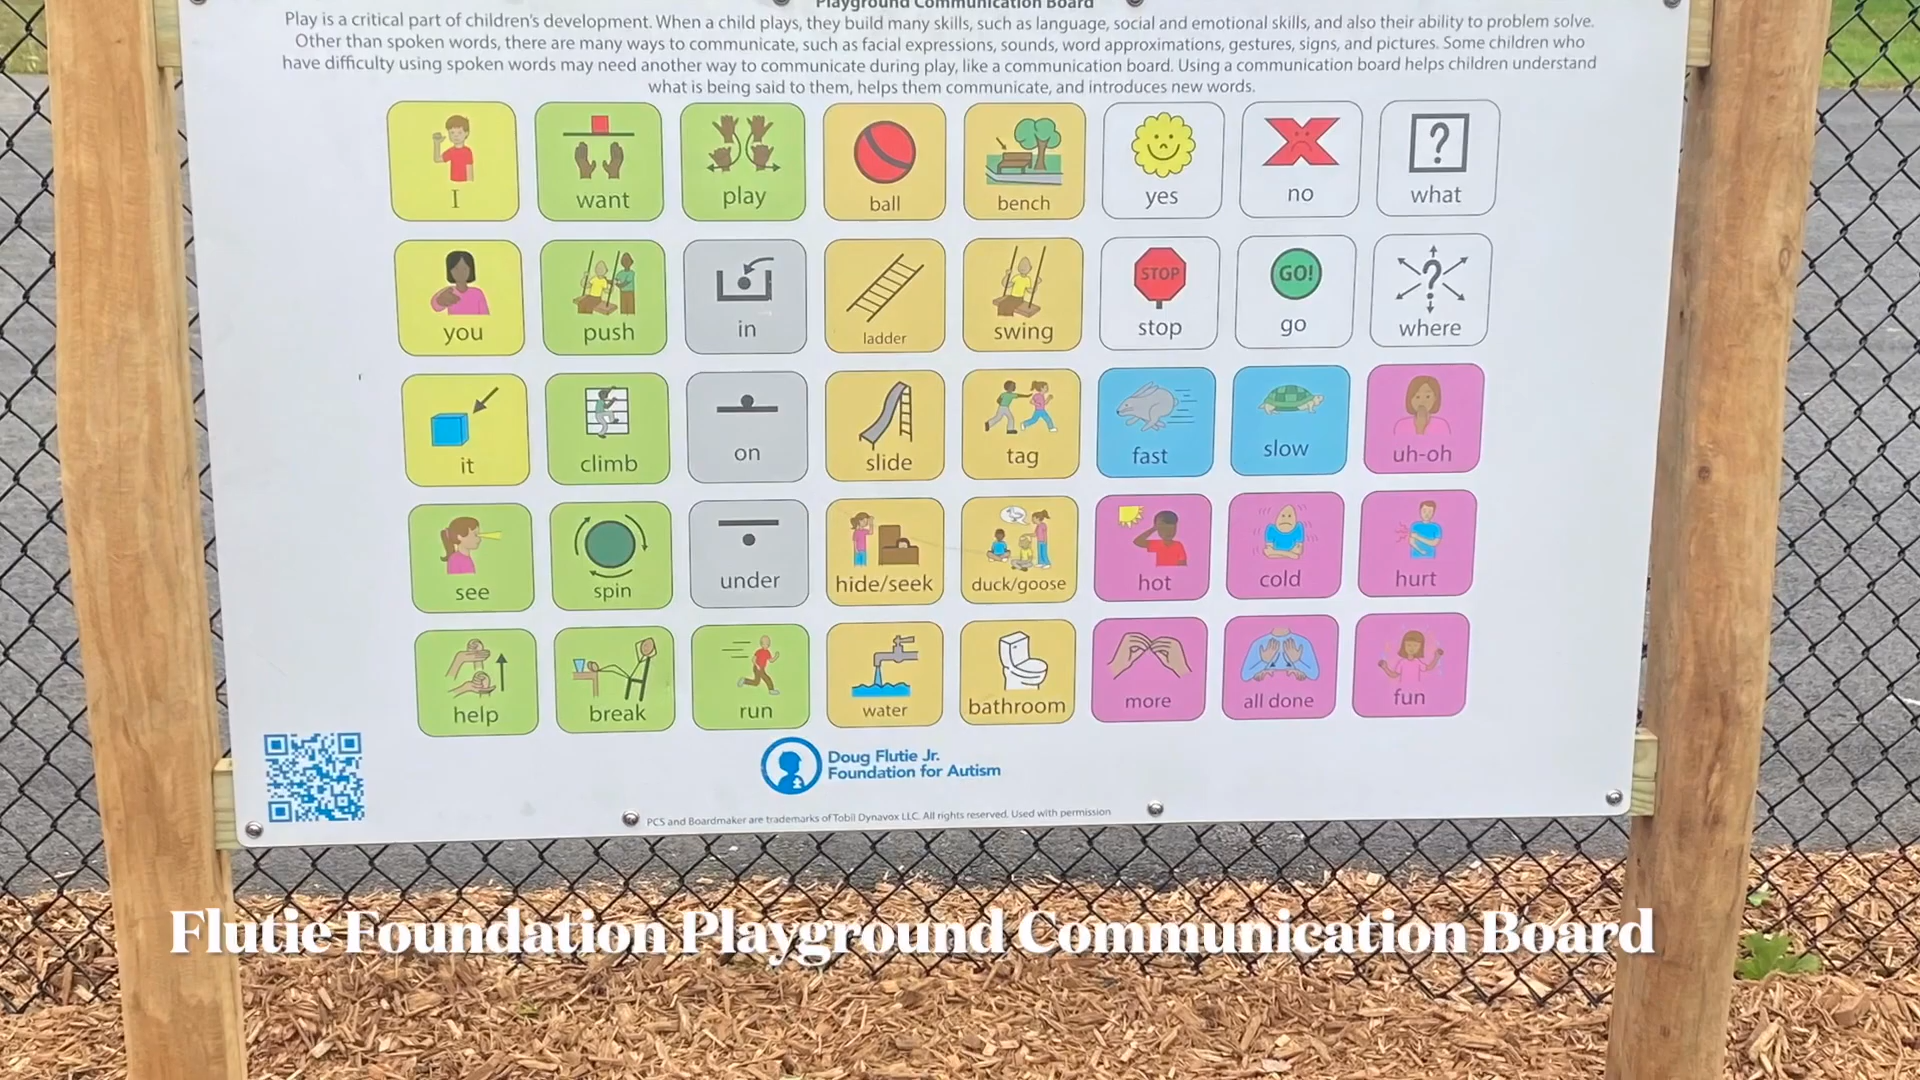 Playground Communication Board
Play is a critical part of children's development. When a child plays, they build many skills, such as language, social and emotional skills, and also their ability to problem solve.
Other than spoken words, there are many ways to communicate, such as facial expressions, sounds, word approximations, gestures, signs, and pictures. Some children who
have difficulty using spoken words may need another way to communicate during play, like a communication board. Using a communication board helps children understand
what is being said to them, helps them communicate, and introduces new words.
I want play ball bench yes no ? what
you push in ladder swing STOP stop GO! go ? where
it climb on slide tag fast slow uh-oh
see spin under hide/seek duck/goose hot cold hurt
help break run water bathroom more all done fun
Doug Flutie Jr.
Foundation for Autism
PCS and Boardmaker are trademarks of Tobii Dynavox LLC. All rights reserved. Used with permission
Flutie Foundation Playground Communication Board